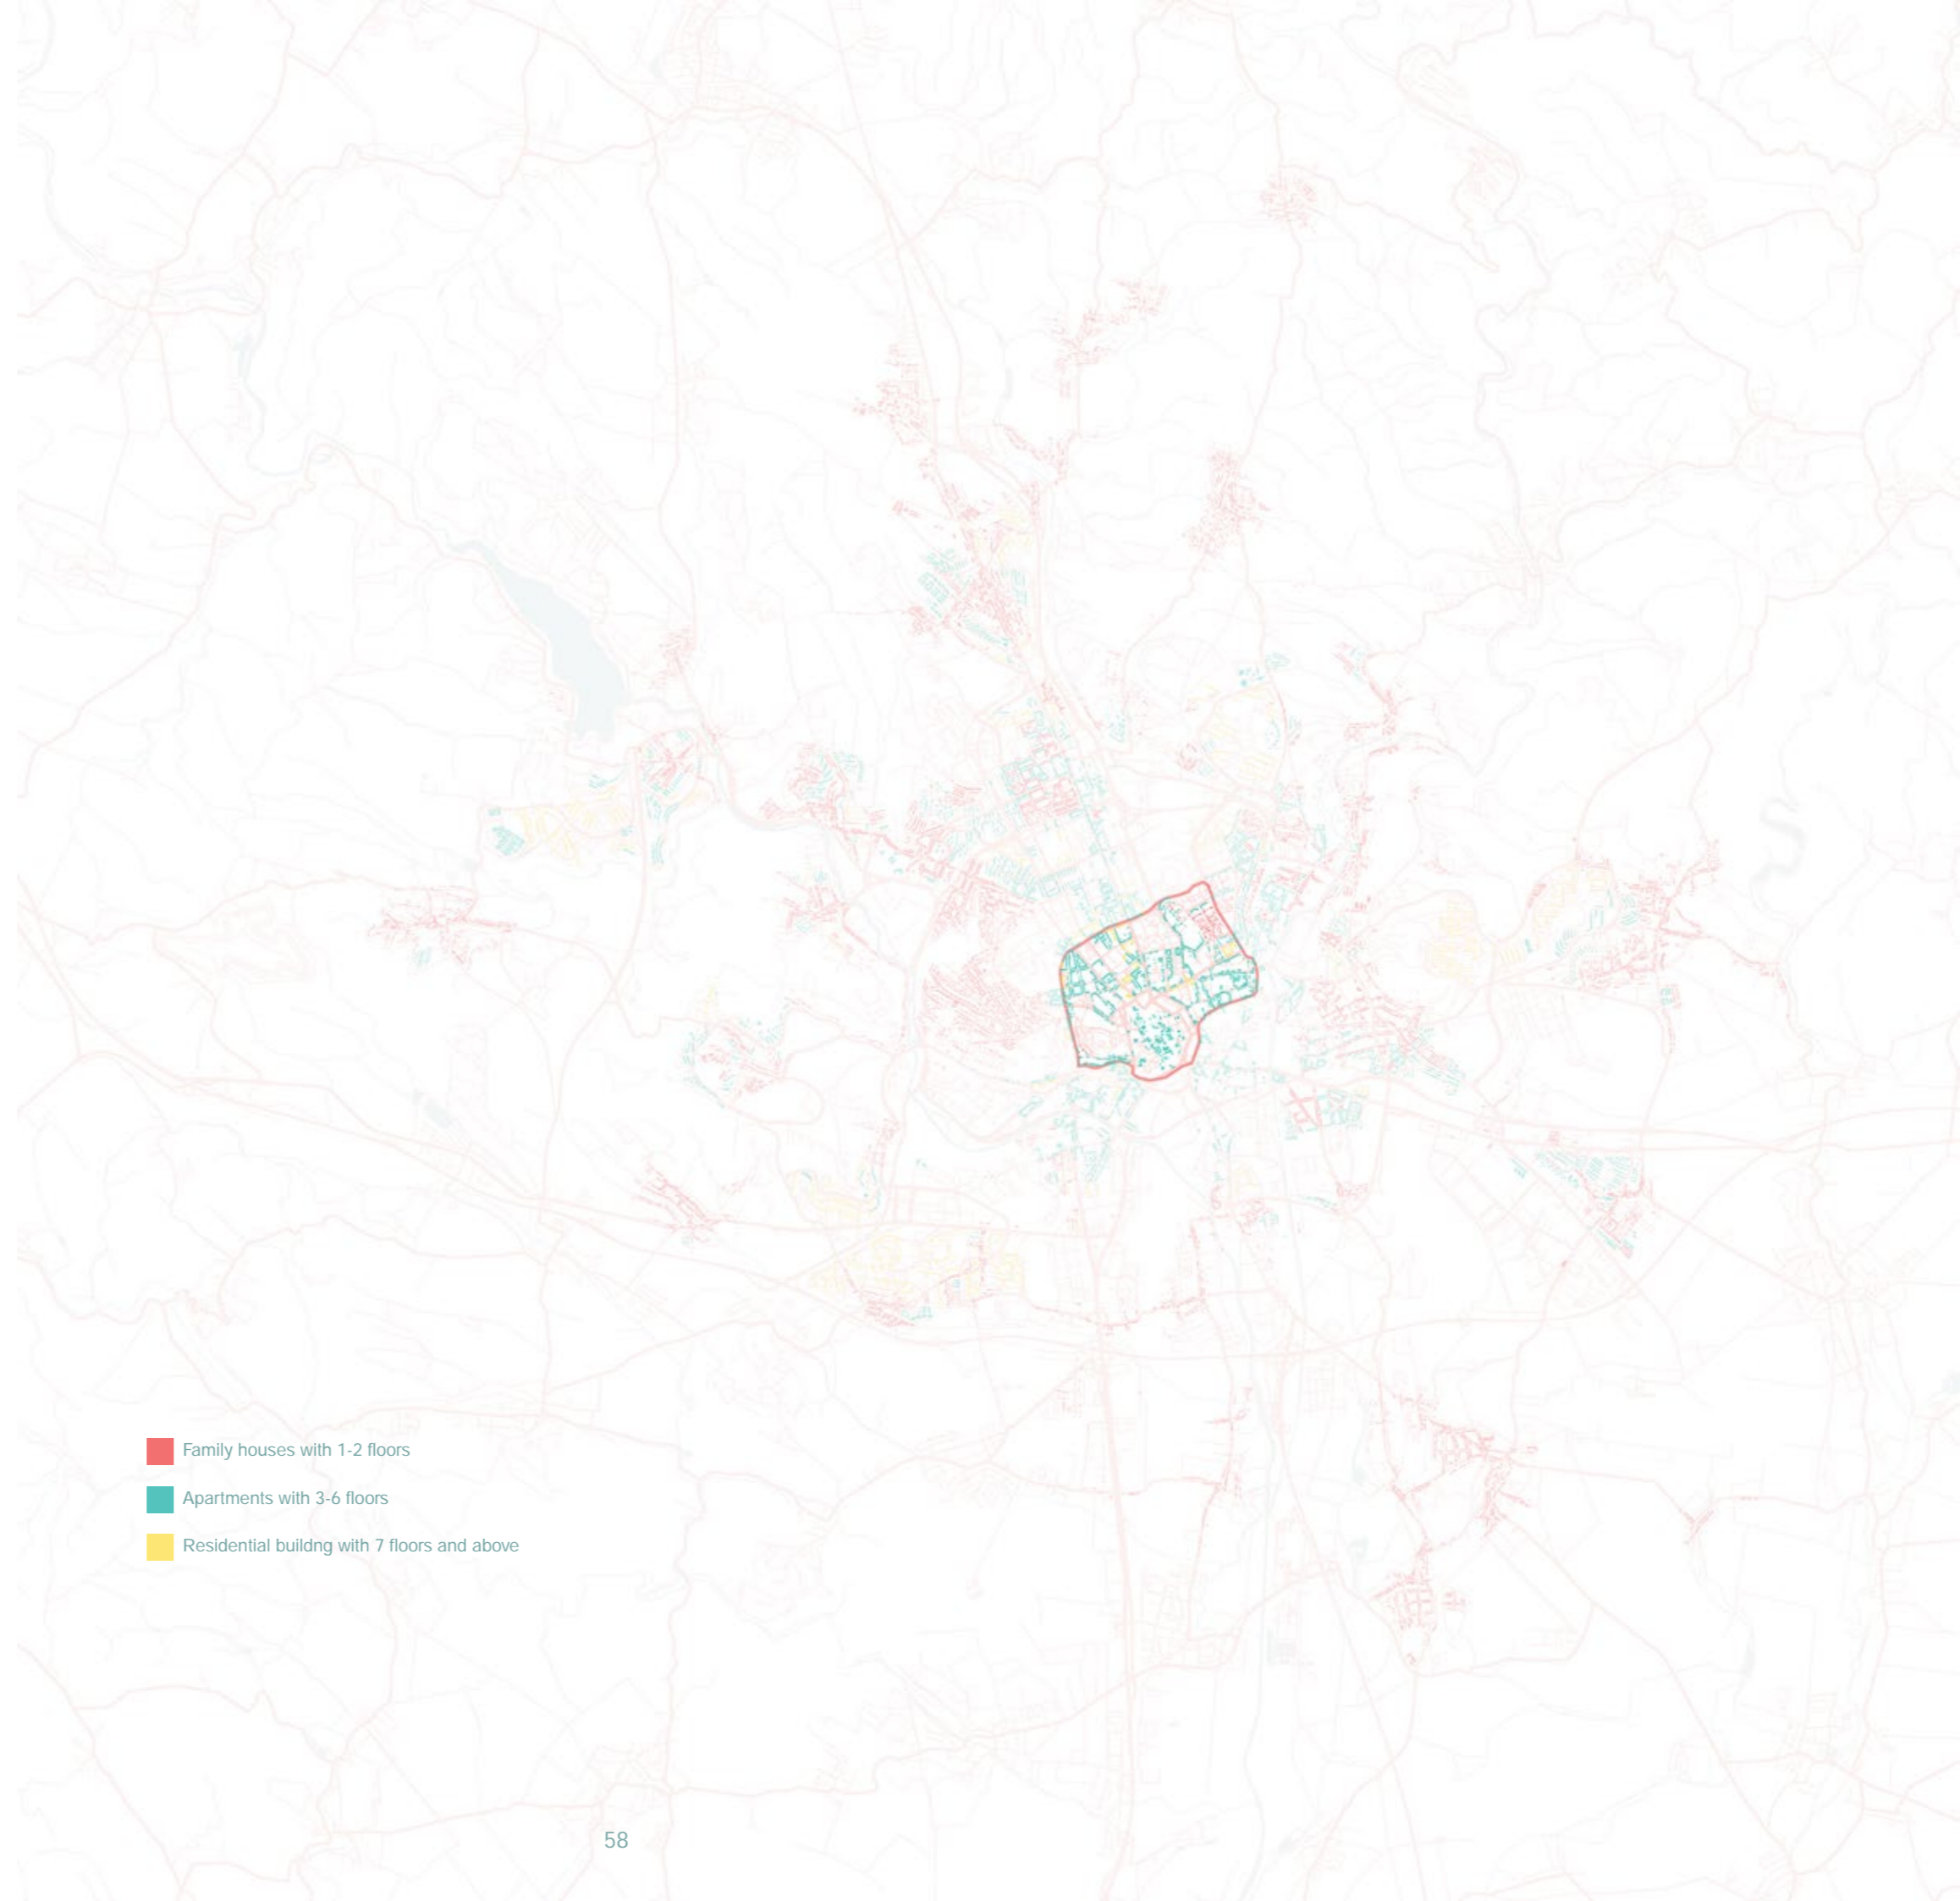 Family houses with 1-2 floors
Apartments with 3-6 floors
Residential buildng with 7 floors and above
58